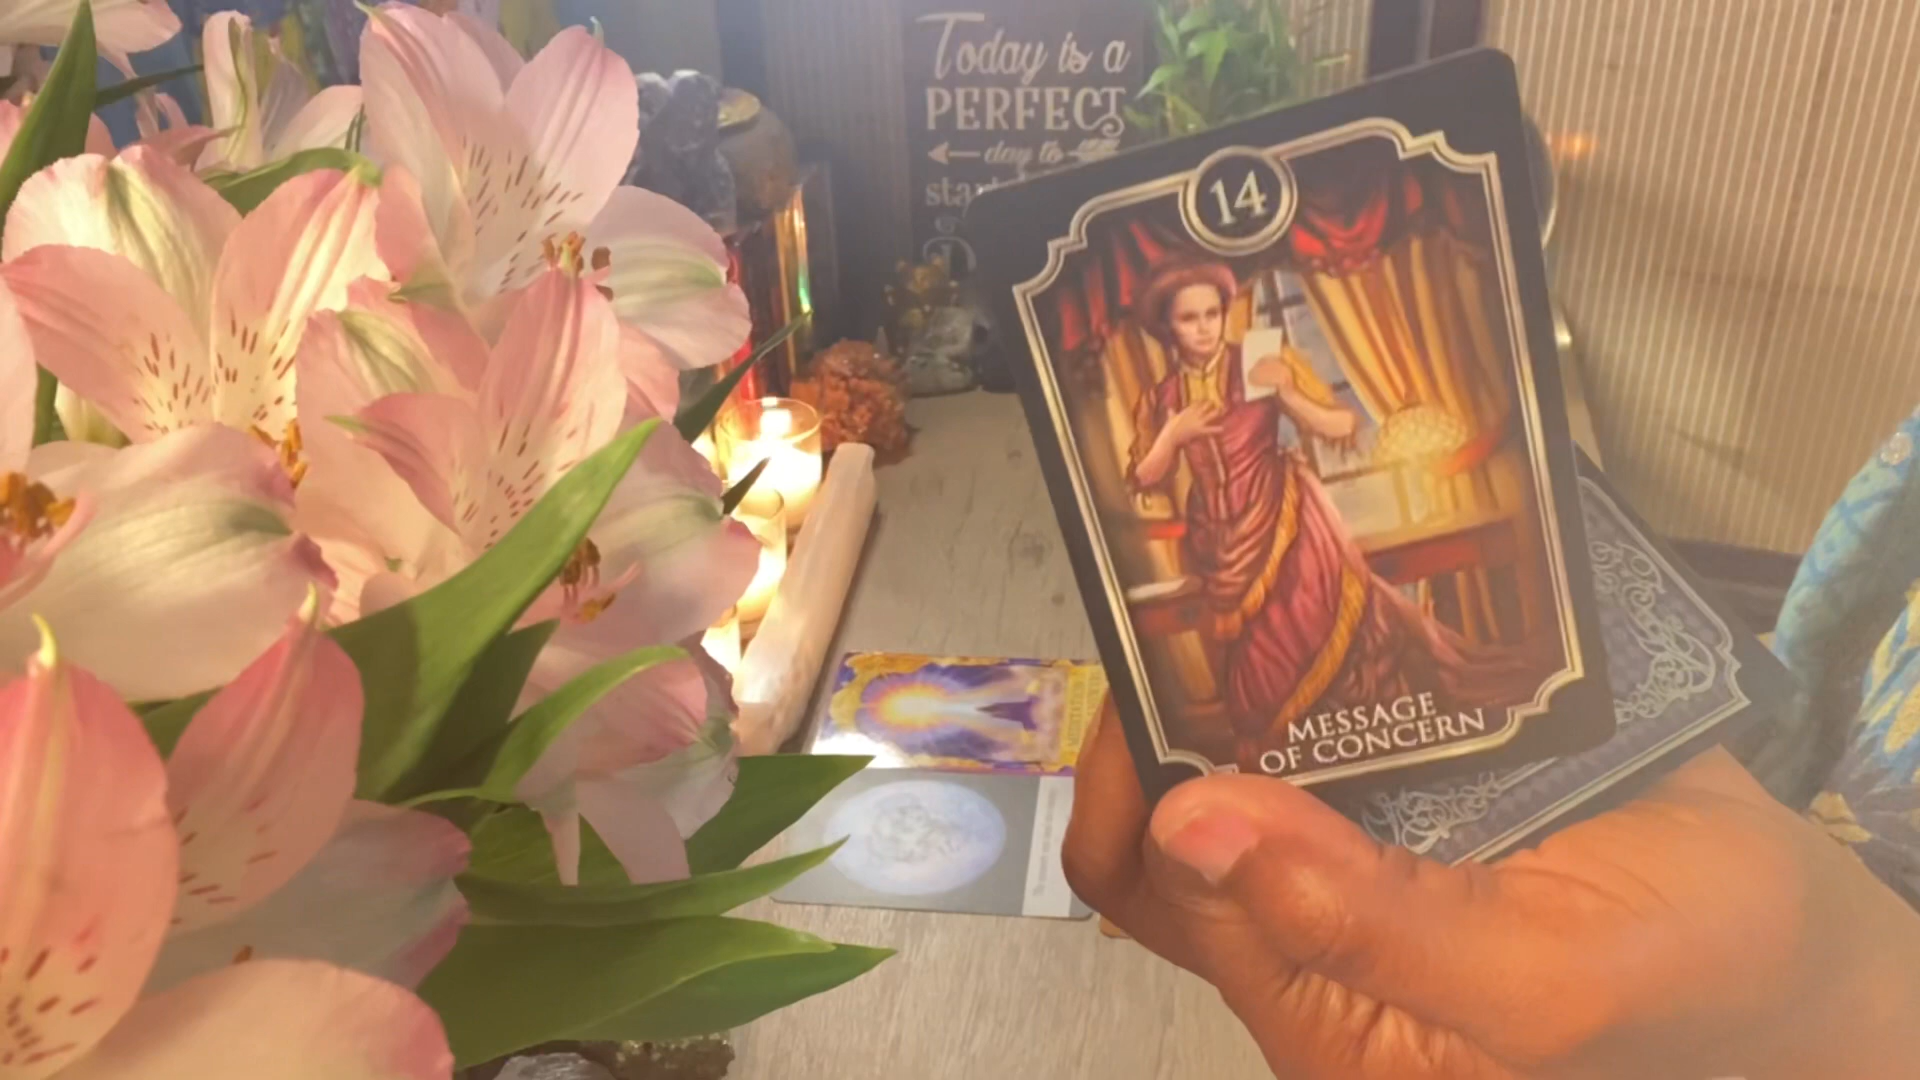 Today is a
PERFECT
day to
14
MESSAGE
OF CONCERN